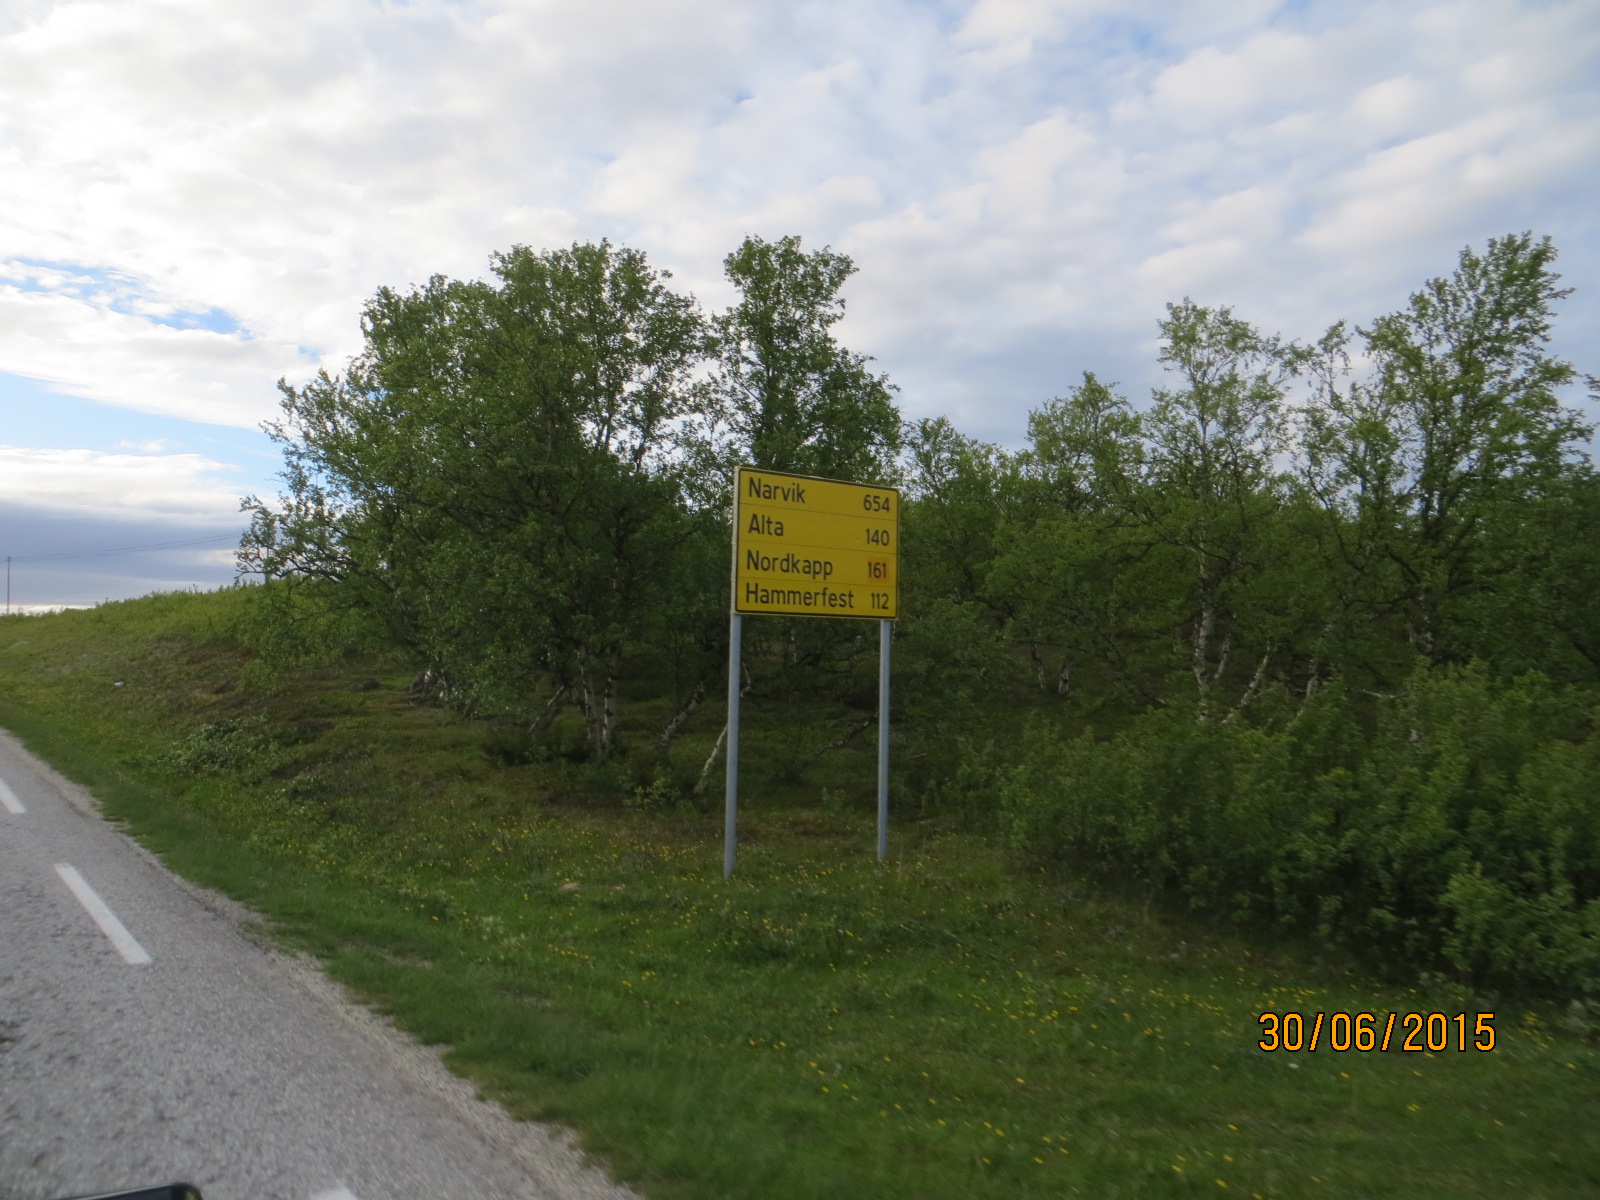 Narvik 654
Alta 140
Nordkapp 161
Hammerfest 112
30/06/2015